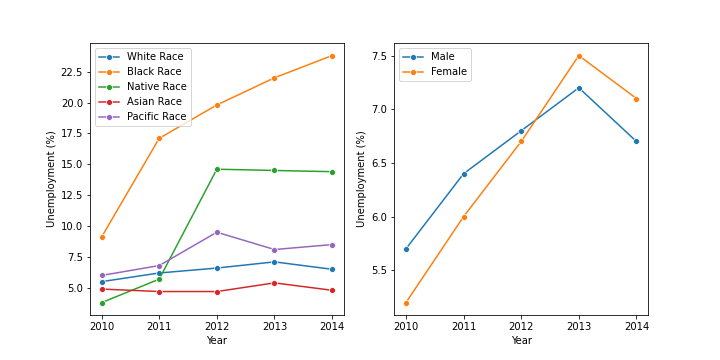 White Race
Black Race
Native Race
Asian Race
Pacific Race
22.5
20.0
17.5
15.0
12.5
10.0
7.5
5.0
Unemployment (%)
2010 2011 2012 2013 2014
Year
Male
Female
7.5
7.0
6.5
6.0
5.5
Unemployment (%)
2010 2011 2012 2013 2014
Year